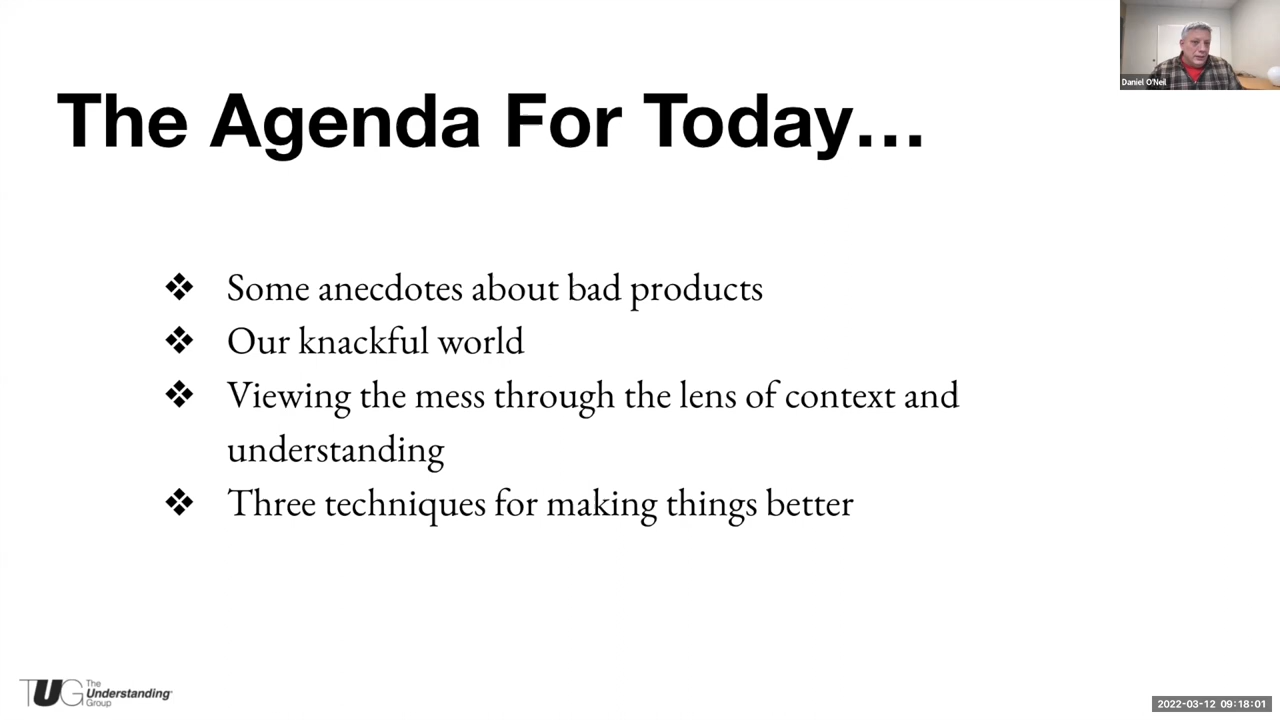 The Agenda For Today…
Daniel O'Neil
❖ Some anecdotes about bad products
❖ Our knackful world
❖ Viewing the mess through the lens of context and
understanding
❖ Three techniques for making things better
TUG The
Understanding
Group
2022-03-12 09:18:01